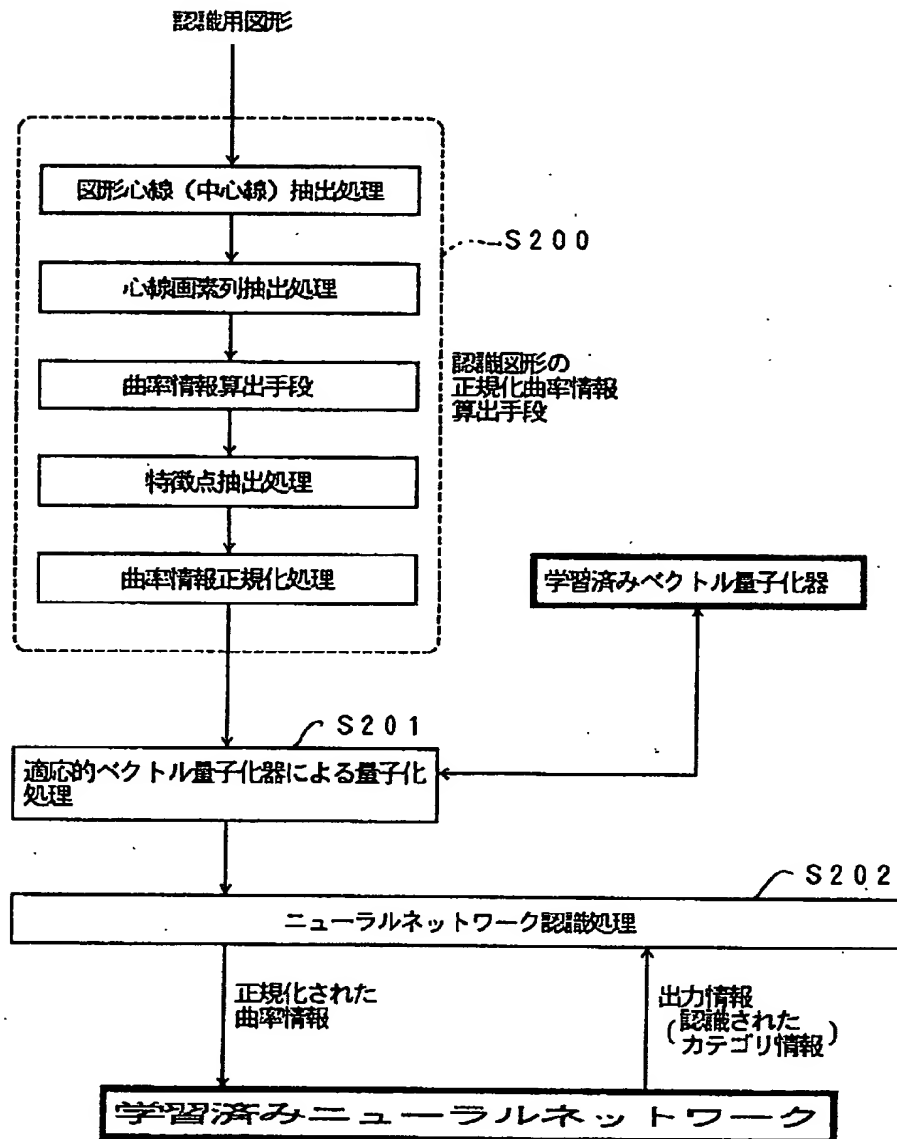 認識用図形
図形心線（中心線）抽出処理
S200
心線画素列抽出処理
認識図形の
正規化曲率情報
算出手段
曲率情報算出手段
特徴点抽出処理
曲率情報正規化処理
学習済みベクトル量子化器
S201
適応的ベクトル量子化器による量子化
処理
S202
ニューラルネットワーク認識処理
正規化された
曲率情報
出力情報
(認識された
カテゴリ情報)
学習済みニューラルネットワーク